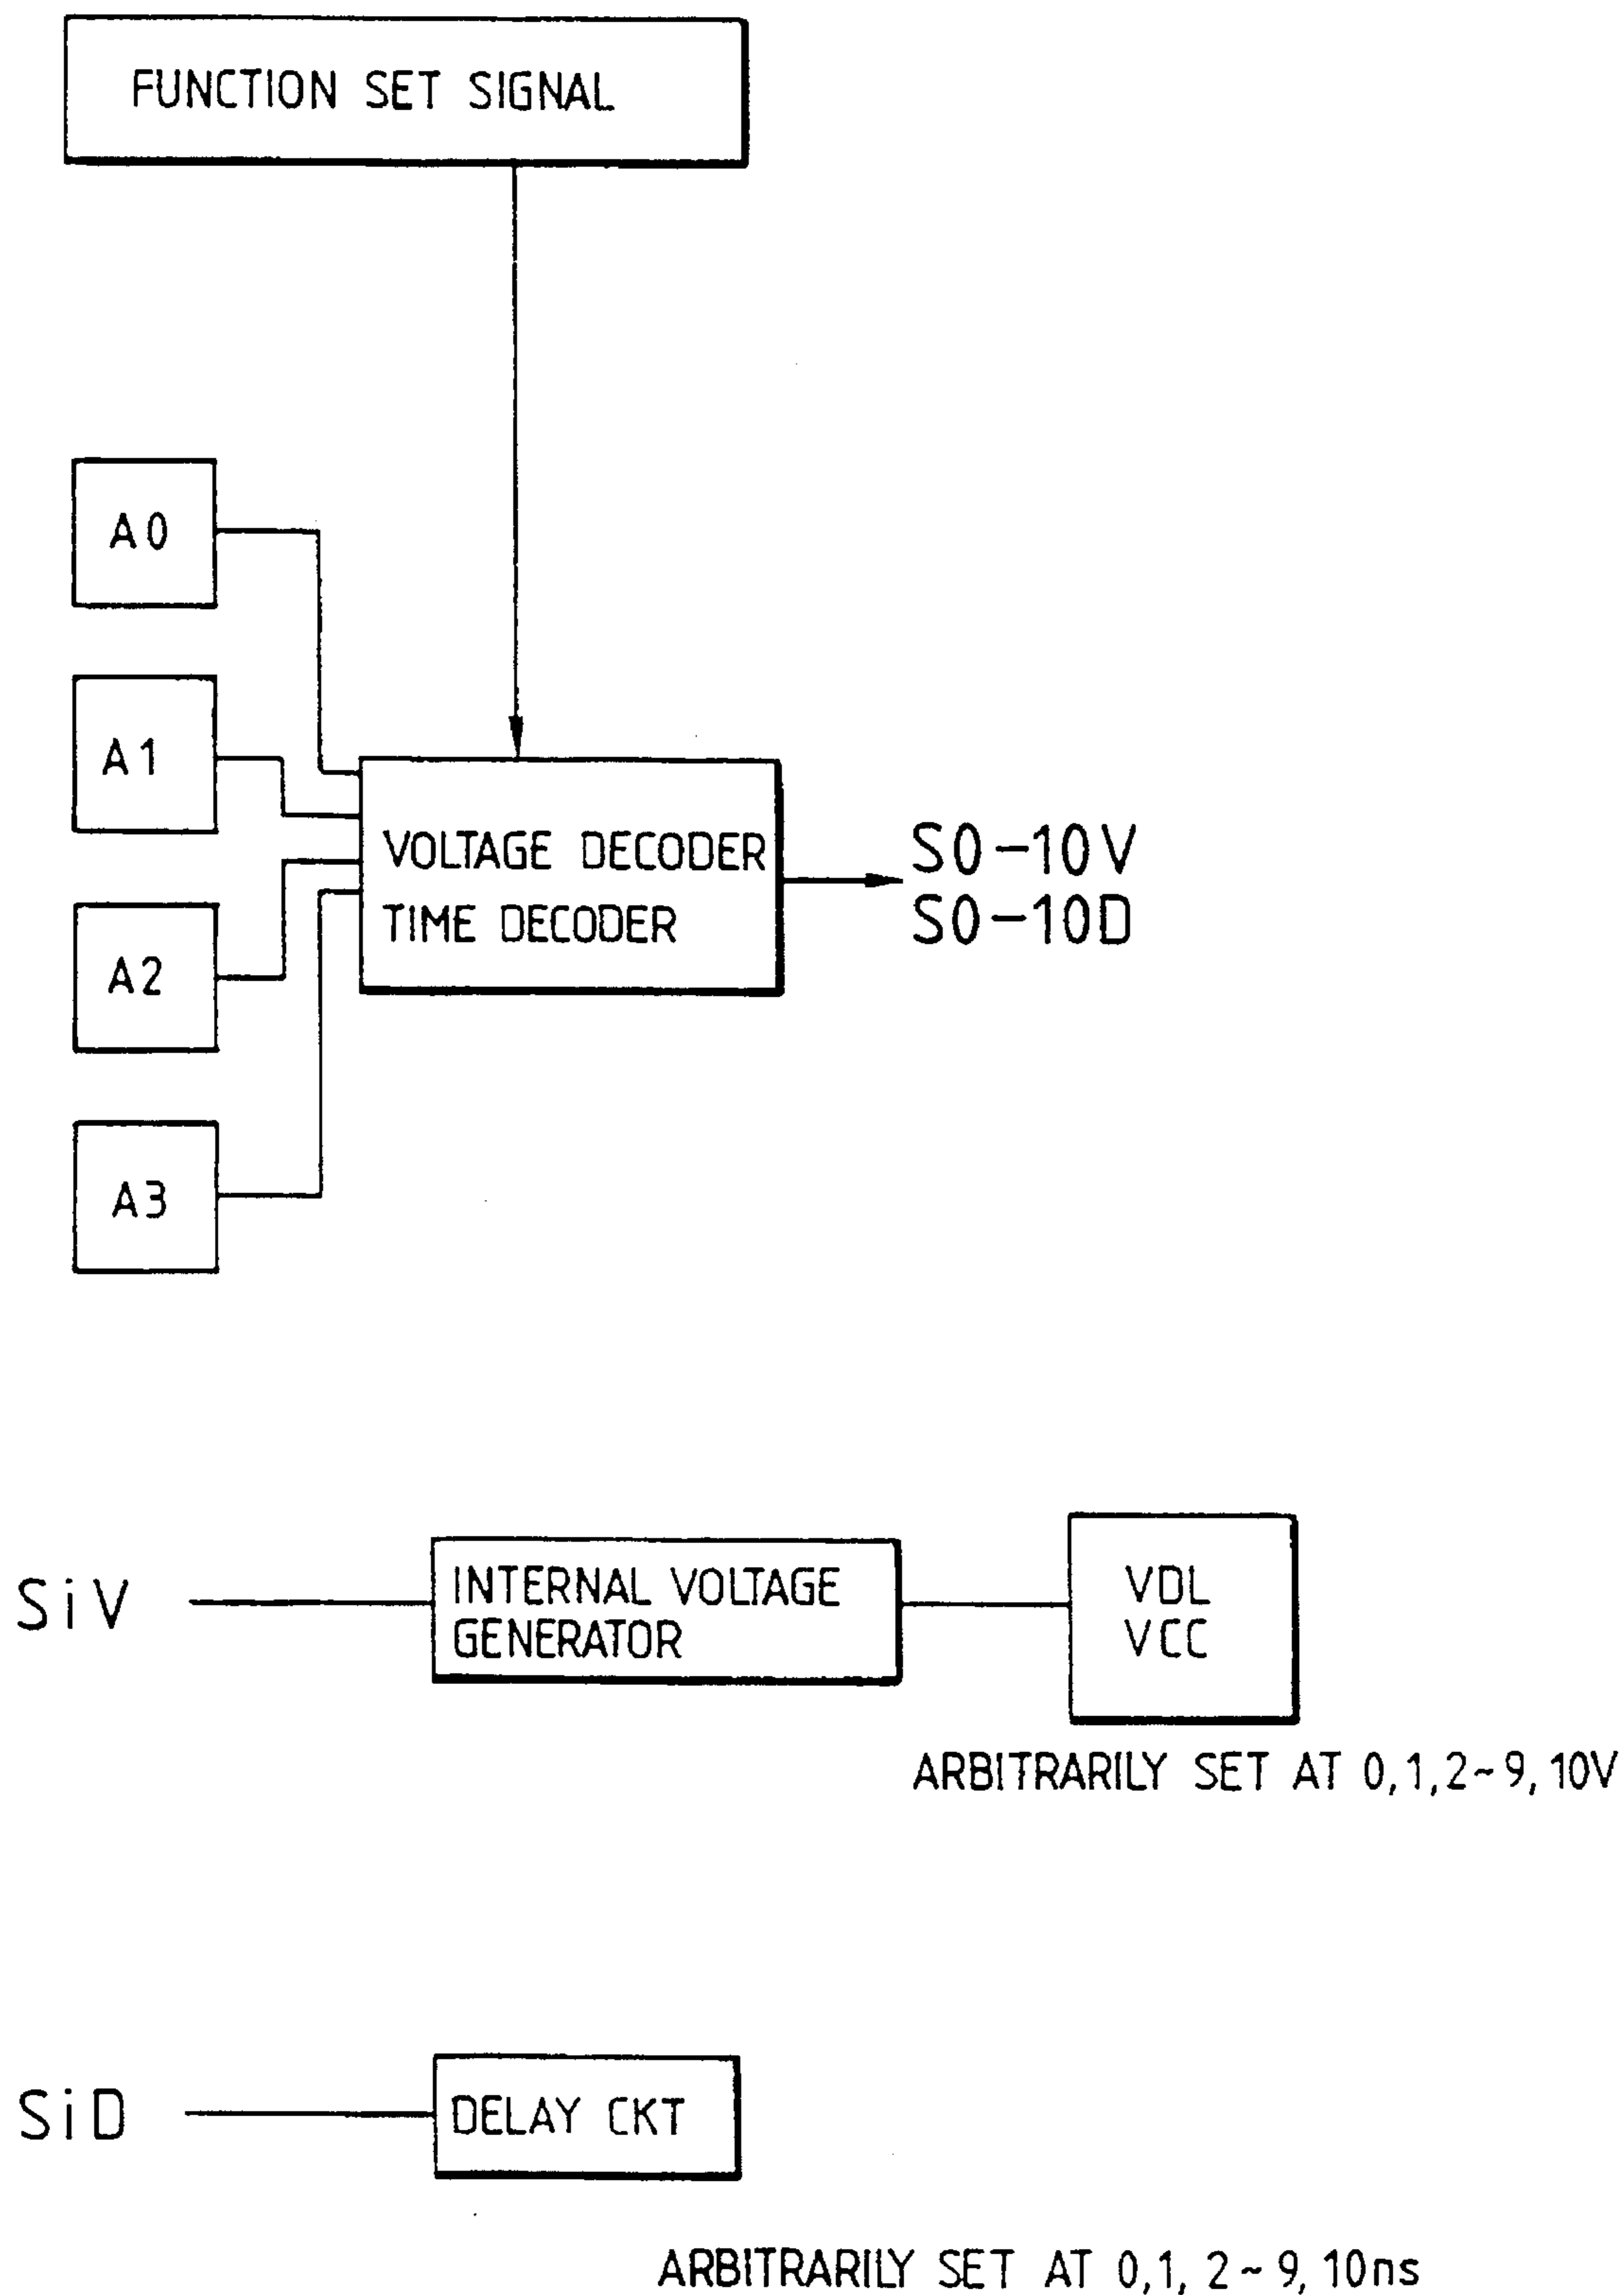 FUNCTION SET SIGNAL
A0
A1
A2
A3
VOLTAGE DECODER
TIME DECODER
S0-10V
S0-10D
SiV
INTERNAL VOLTAGE
GENERATOR
VDL
VCC
ARBITRARILY SET AT 0,1,2~9,10V
SiD
DELAY CKT
ARBITRARILY SET AT 0,1,2~9,10ns